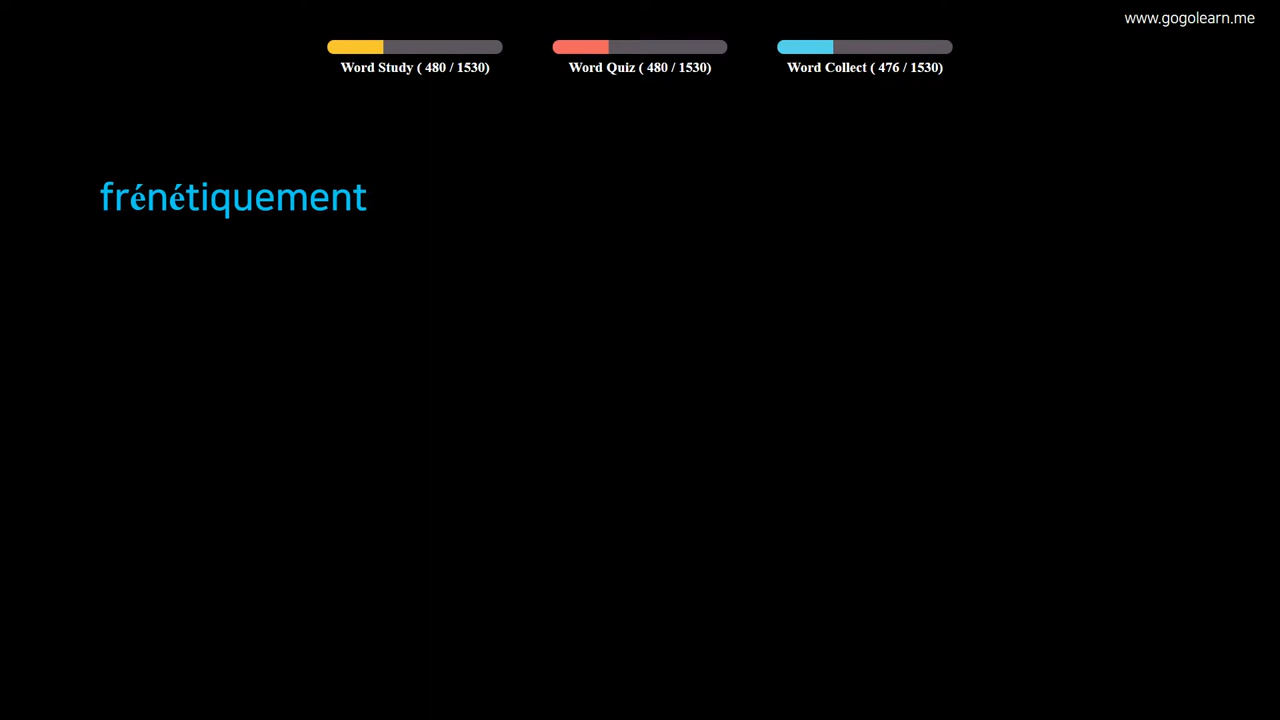 www.gogolearn.me
Word Study ( 480 / 1530)
Word Quiz ( 480 / 1530)
Word Collect ( 476 / 1530)
frénétiquement